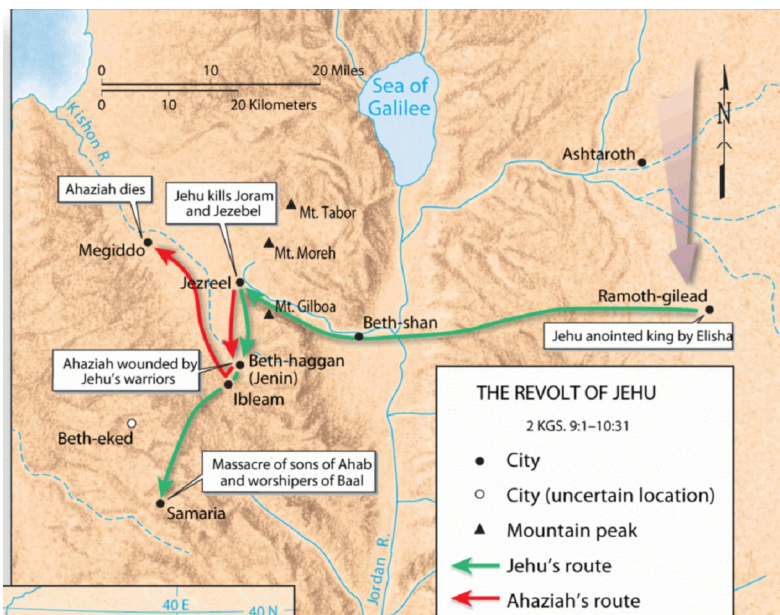 0 10 20 Miles
0 10 20 Kilometers
Sea of
Galilee
Kishon R.
N
Ashtaroth
Ahaziah dies
Jehu kills Joram
and Jezebel
Mt. Tabor
Megiddo
Mt. Moreh
Jezreel
Mt. Gilboa
Ramoth-gilead
Beth-shan
Jehu anointed king by Elisha
Ahaziah wounded by
Jehu's warriors
Beth-haggan
(Jenin)
Ibleam
Beth-eked
Massacre of sons of Ahab
and worshipers of Baal
Samaria
Jordan R.
THE REVOLT OF JEHU
2 KGS. 9:1–10:31
City
City (uncertain location)
Mountain peak
Jehu's route
Ahaziah's route
40 E
40 N